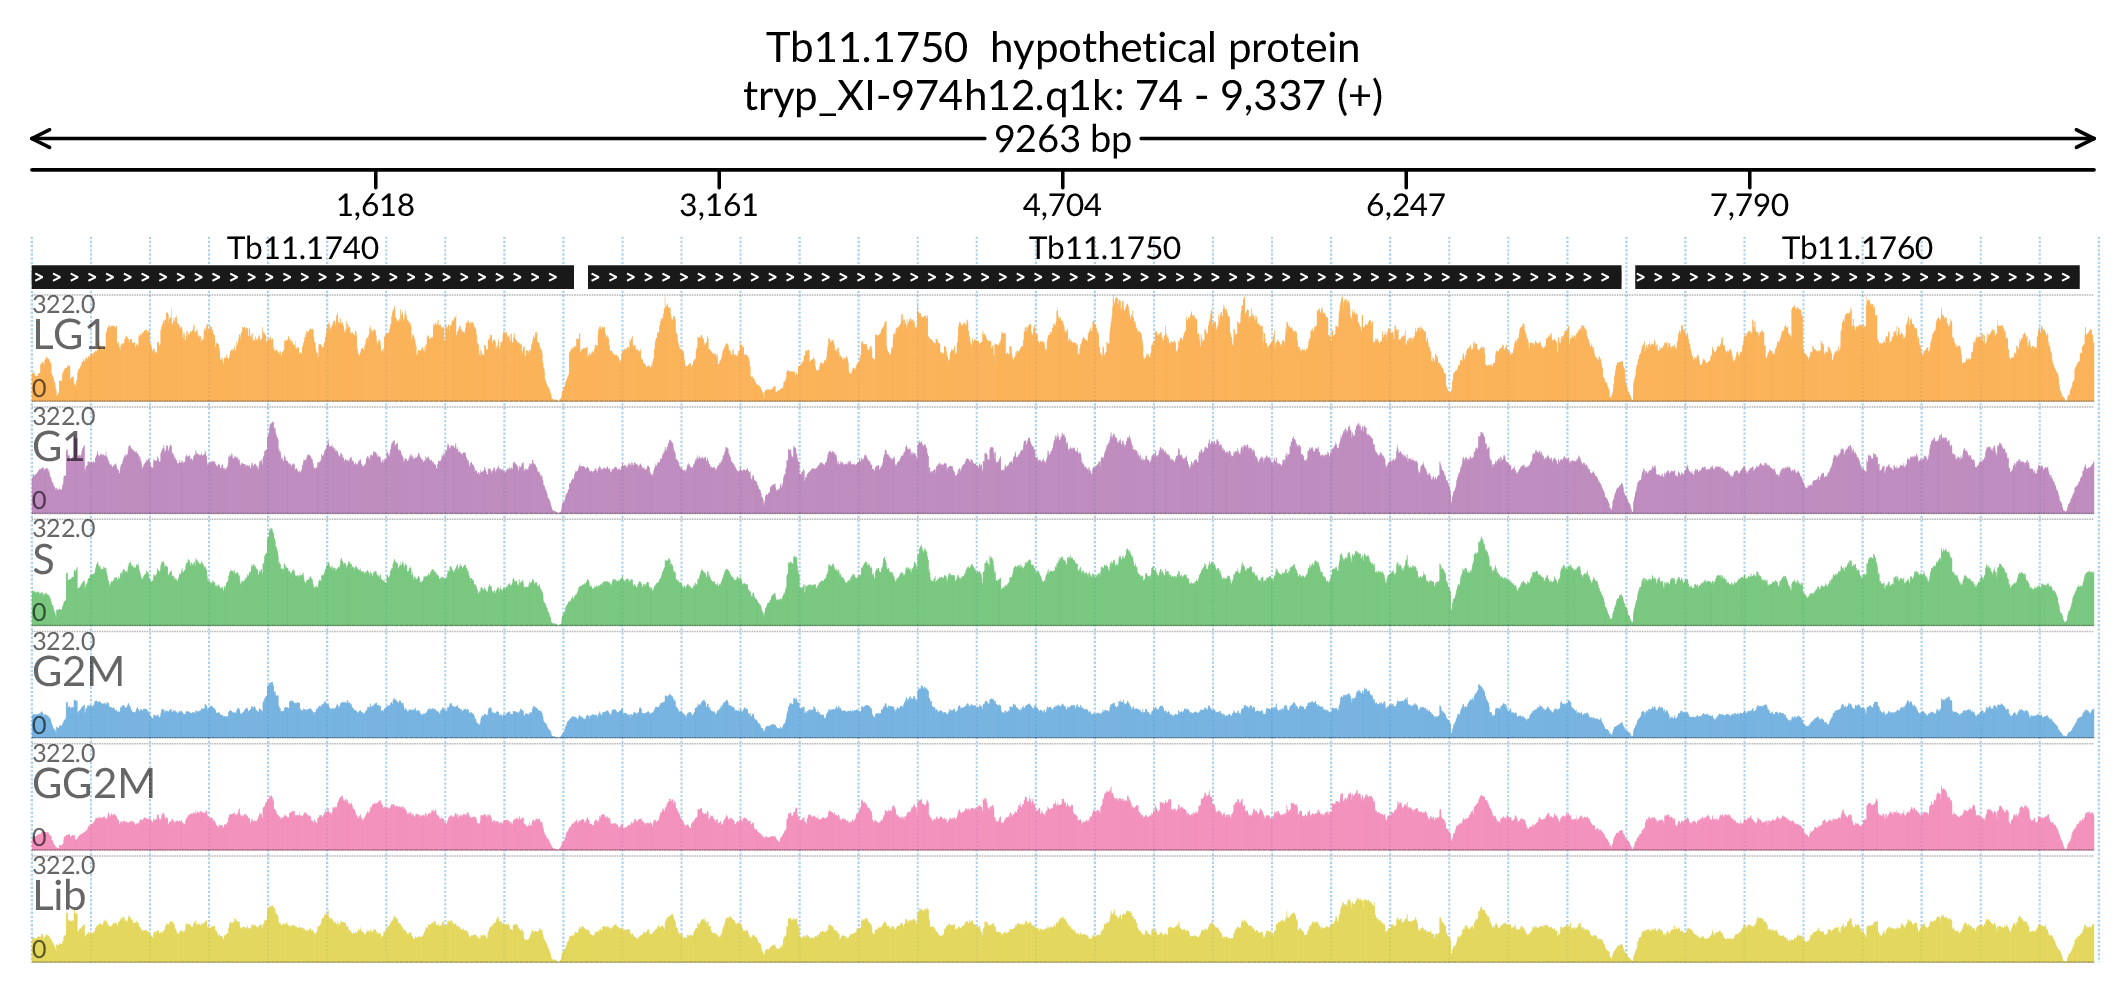 Tb11.1750  hypothetical protein
tryp_XI-974h12.q1k: 74 - 9,337 (+)
9263 bp
1,618 3,161 4,704 6,247 7,790
Tb11.1740 Tb11.1750 Tb11.1760
322.0
LG1
0
322.0
G1
0
322.0
S
0
322.0
G2M
0
322.0
GG2M
0
322.0
Lib
0